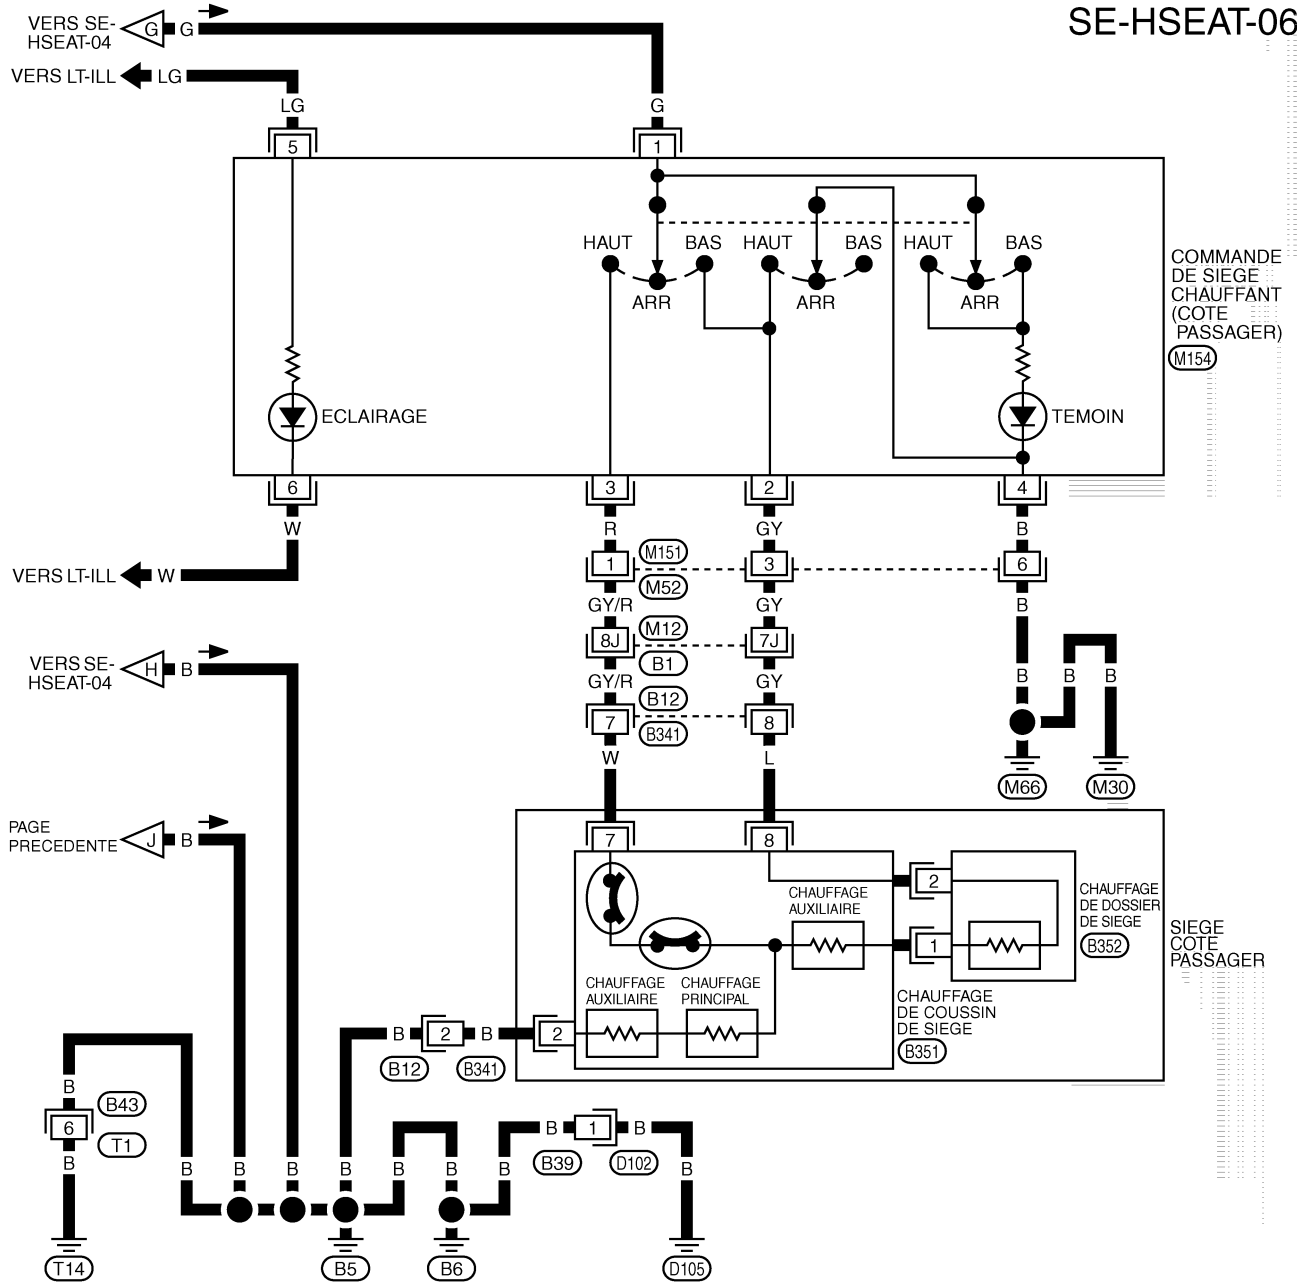 SE-HSEAT-06
VERS SE-
HSEAT-04
G
G
VERS LT-ILL
LG
LG
G
5
1
HAUT
BAS
HAUT
BAS
HAUT
BAS
ARR
ARR
ARR
COMMANDE
DE SIEGE
CHAUFFANT
(COTE
PASSAGER)
M154
ECLAIRAGE
TEMOIN
6
3
2
4
W
R
GY
B
VERS LT-ILL
W
1
M151
3
6
M52
GY/R
GY
B
8J
M12
7J
B1
VERS SE-
HSEAT-04
H
B
GY/R
GY
B
B
B
B12
7
8
B341
W
L
M66
M30
PAGE
PRECEDENTE
J
B
7
8
CHAUFFAGE
AUXILIAIRE
2
CHAUFFAGE
DE DOSSIER
DE SIEGE
B352
1
SIEGE
COTE
PASSAGER
CHAUFFAGE
AUXILIAIRE
CHAUFFAGE
PRINCIPAL
CHAUFFAGE
DE COUSSIN
DE SIEGE
B351
B
2
B
2
B12
B341
B
B43
6
T1
B
B
B
B
B
B
B
B
1
B
B39
D102
B
B
T14
B5
B6
D105